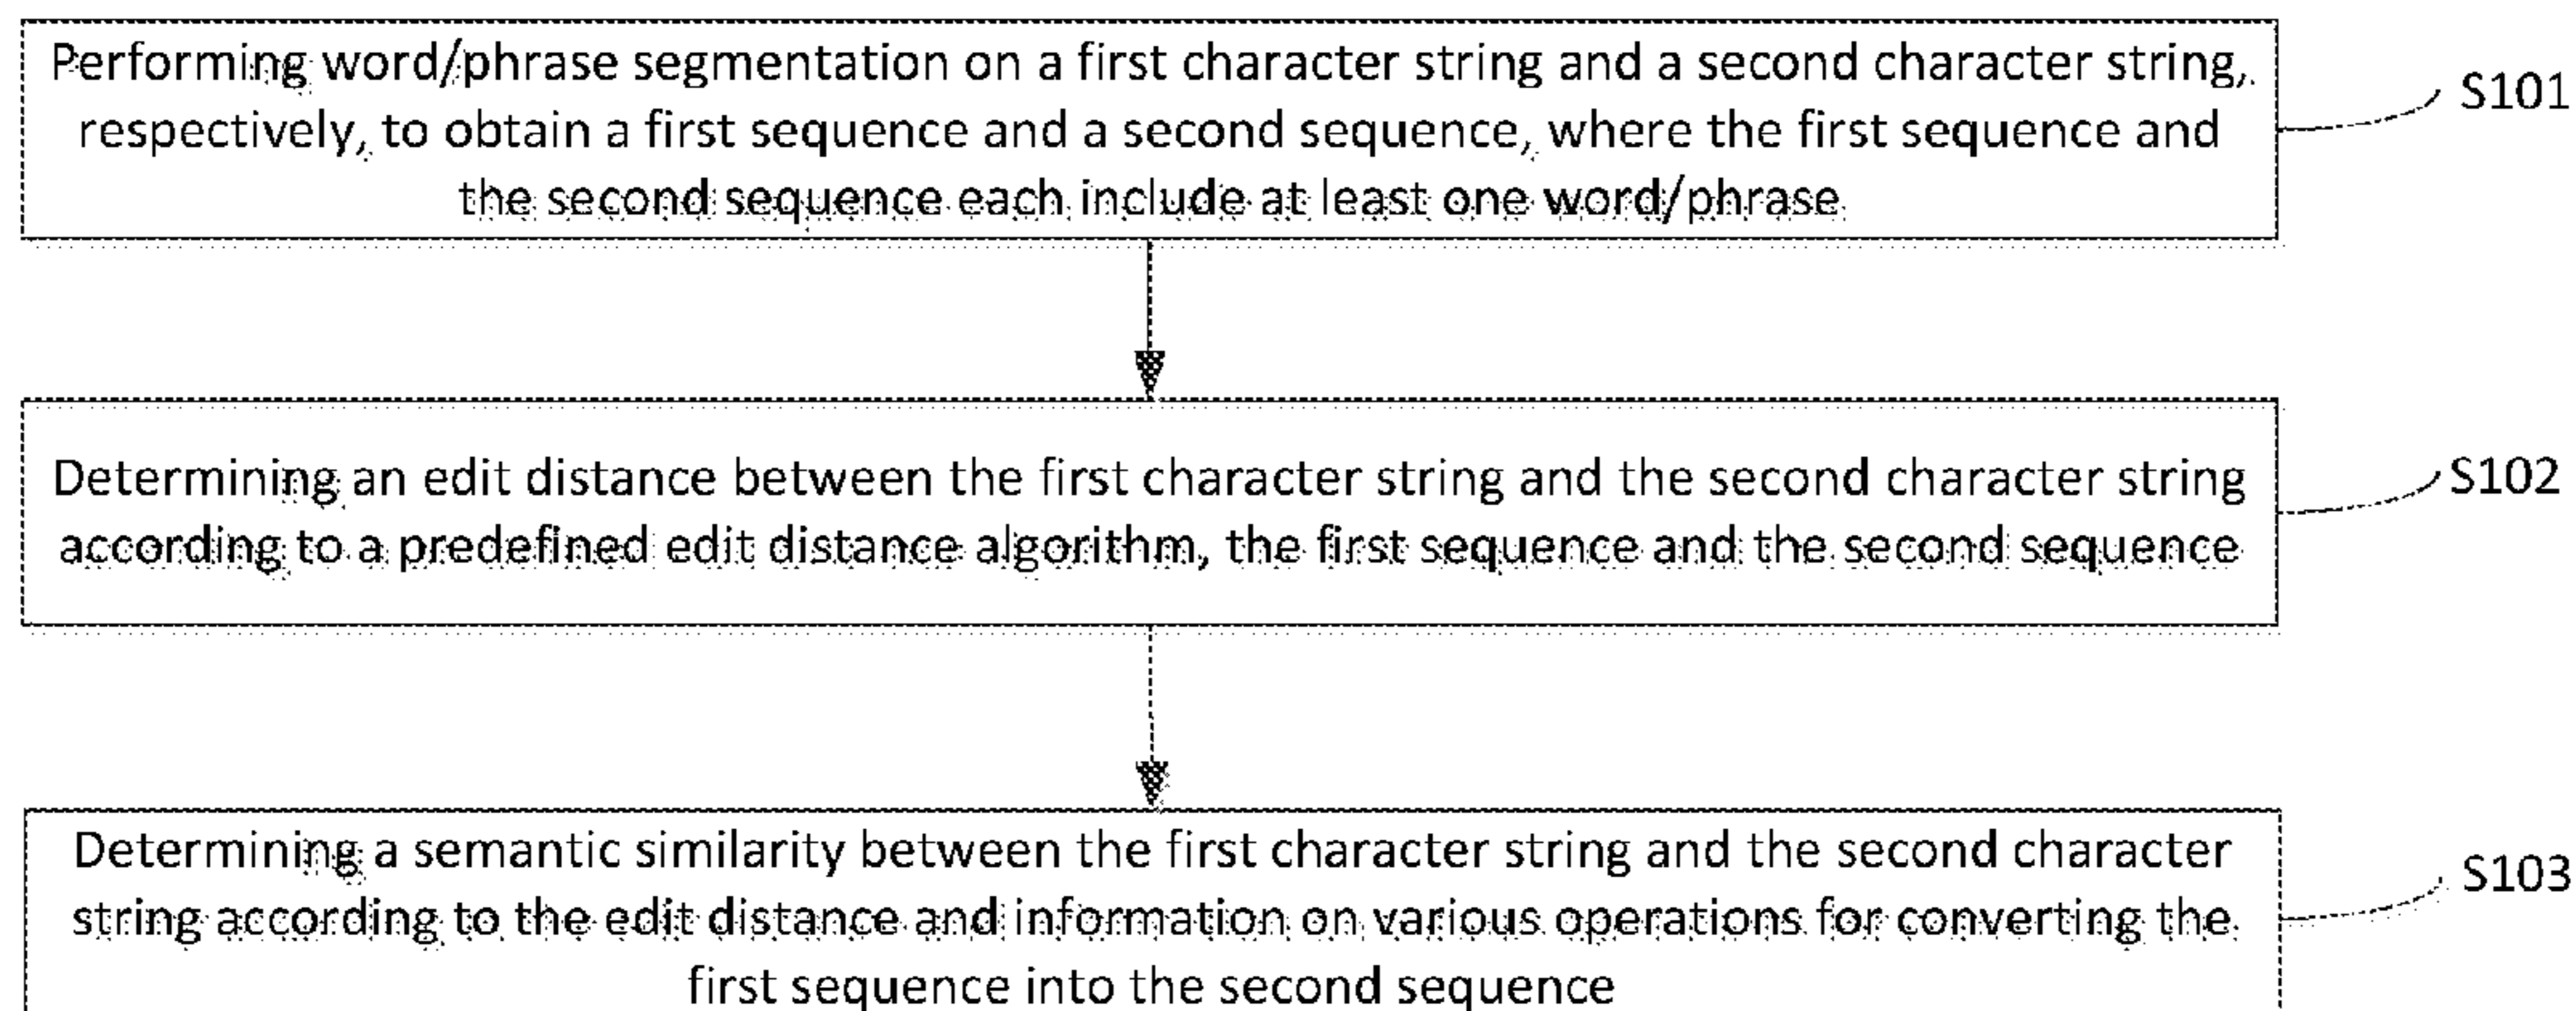 Performing word/phrase segmentation on a first character string and a second character string,
respectively, to obtain a first sequence and a second sequence, where the first sequence and
the second sequence each include at least one word/phrase
S101
Determining an edit distance between the first character string and the second character string
according to a predefined edit distance algorithm, the first sequence and the second sequence
S102
Determining a semantic similarity between the first character string and the second character
string according to the edit distance and information on various operations for converting the
first sequence into the second sequence
S103